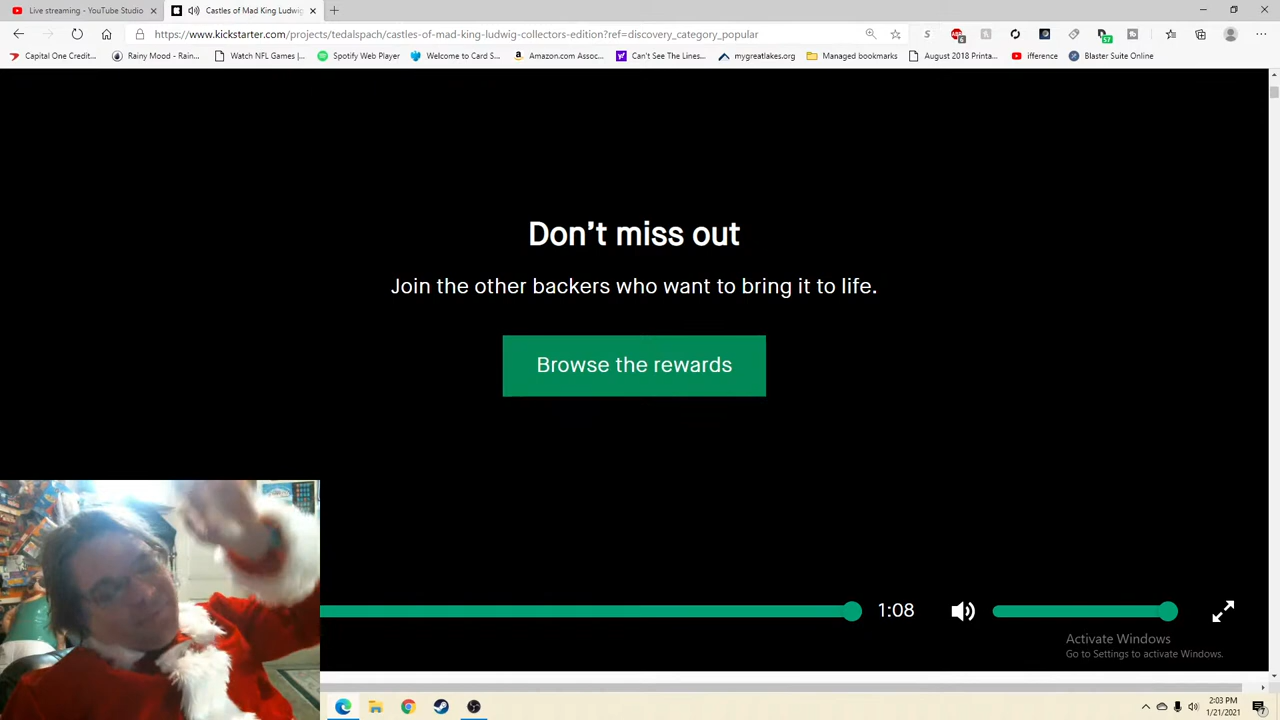 Live streaming - YouTube Studio
Castles of Mad King Ludwig
https://www.kickstarter.com/projects/tedalspach/castles-of-mad-king-ludwig-collectors-edition?ref=discovery_category_popular
Capital One Credit... Rainy Mood - Rain... Watch NFL Games |... Spotify Web Player Welcome to Card S... Amazon.com Assoc... Can't See The Lines... mygreatlakes.org Managed bookmarks August 2018 Printa... ifference Blaster Suite Online
Don't miss out
Join the other backers who want to bring it to life.
Browse the rewards
1:08
Activate Windows
Go to Settings to activate Windows.
2:03 PM
1/21/2021